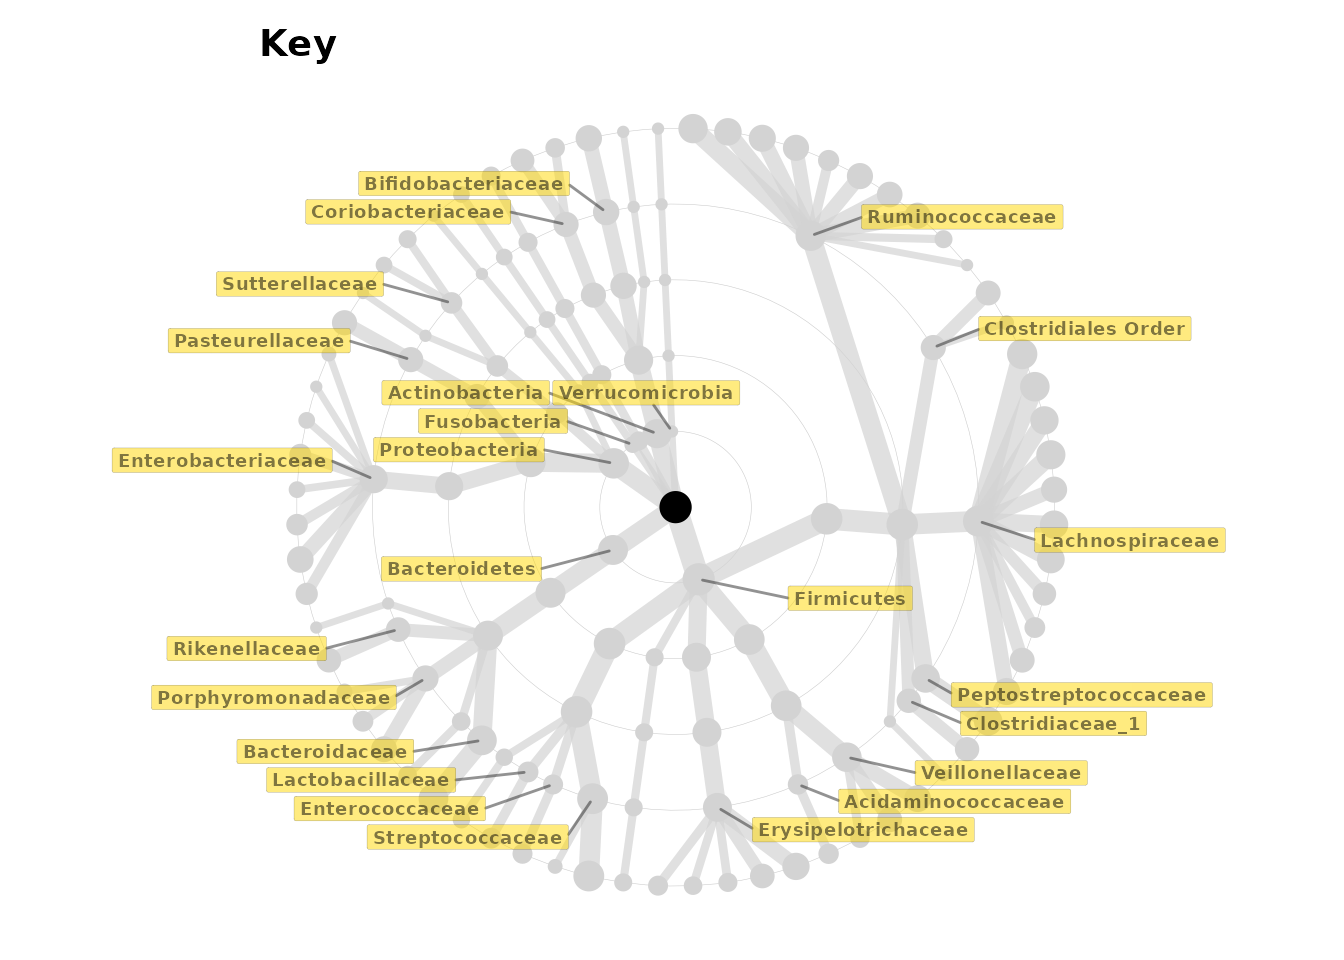 Key
Bifidobacteriaceae
Coriobacteriaceae
Ruminococcaceae
Sutterellaceae
Clostridiales Order
Pasteurellaceae
Actinobacteria
Verrucomicrobia
Fusobacteria
Proteobacteria
Enterobacteriaceae
Lachnospiraceae
Bacteroidetes
Firmicutes
Rikenellaceae
Peptostreptococcaceae
Porphyromonadaceae
Clostridiaceae_1
Bacteroidaceae
Veillonellaceae
Lactobacillaceae
Acidaminococcaceae
Enterococcaceae
Erysipelotrichaceae
Streptococcaceae